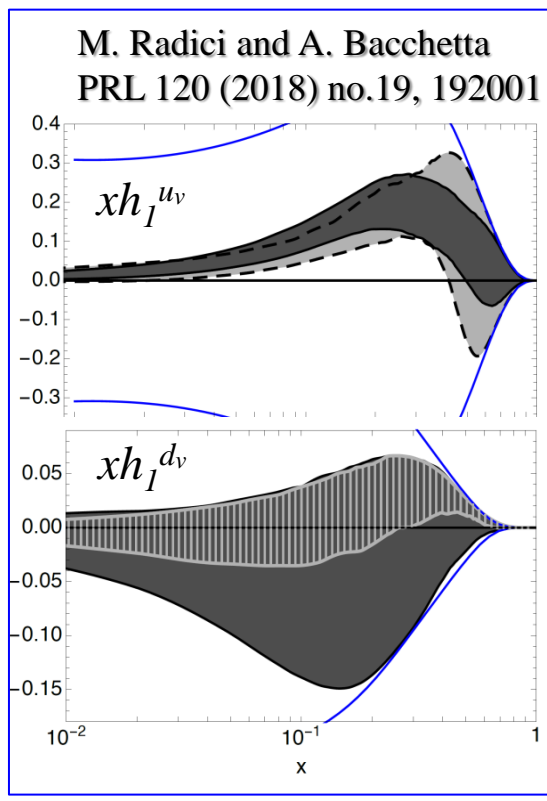 M. Radici and A. Bacchetta
PRL 120 (2018) no.19, 192001
0.4
0.3
xh₁ᵘᵛ
0.2
0.1
0.0
-0.1
-0.2
-0.3
xh₁ᵈᵛ
0.05
0.00
-0.05
-0.10
-0.15
10⁻² 10⁻¹ 1
x